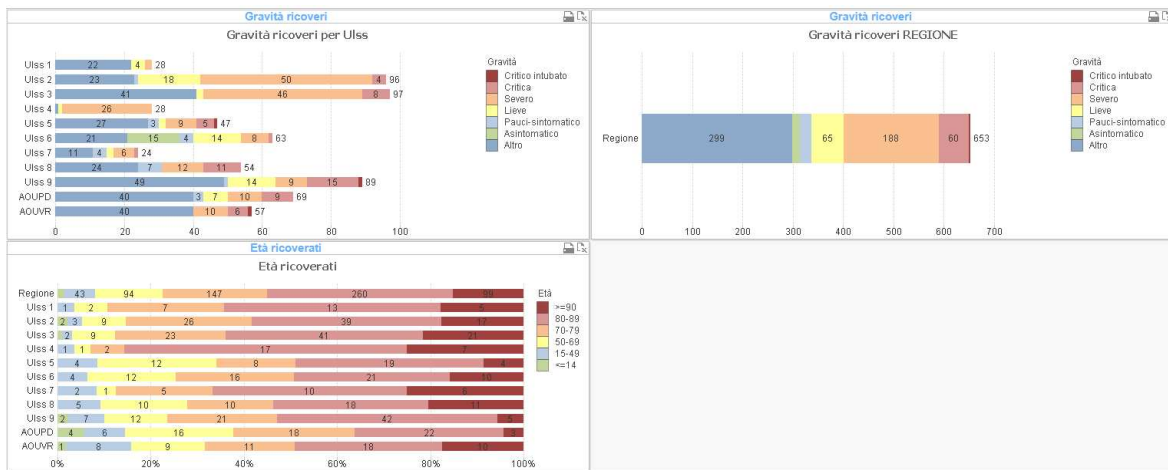 Gravità ricoveri
Gravità ricoveri per Ulss
Ulss 1 22 4 28
Ulss 2 23 18 50 4 96
Ulss 3 41 46 8 97
Ulss 4 26 28
Ulss 5 27 3 9 5 47
Ulss 6 21 15 4 14 8 63
Ulss 7 11 4 6 24
Ulss 8 24 7 12 11 54
Ulss 9 49 14 9 15 89
AOUPD 40 3 7 10 9 69
AOUVR 40 10 6 57
0 20 40 60 80 100
Gravità
Critico intubato
Critica
Severo
Lieve
Pauci-sintomatico
Asintomatico
Altro
Gravità ricoveri
Gravità ricoveri REGIONE
Regione 299 65 188 60 653
0 100 200 300 400 500 600 700
Gravità
Critico intubato
Critica
Severo
Lieve
Pauci-sintomatico
Asintomatico
Altro
Età ricoverati
Età ricoverati
Regione 43 94 147 260 99
Ulss 1 1 2 7 13 5
Ulss 2 2 3 9 26 39 17
Ulss 3 2 9 23 41 21
Ulss 4 1 1 2 17 7
Ulss 5 4 12 8 19 4
Ulss 6 4 12 16 21 10
Ulss 7 2 1 5 10 6
Ulss 8 5 10 10 18 11
Ulss 9 2 7 12 21 42 5
AOUPD 4 6 16 18 22 3
AOUVR 1 8 9 11 18 10
0% 20% 40% 60% 80% 100%
Età
>=90
80-89
70-79
50-69
15-49
<=14